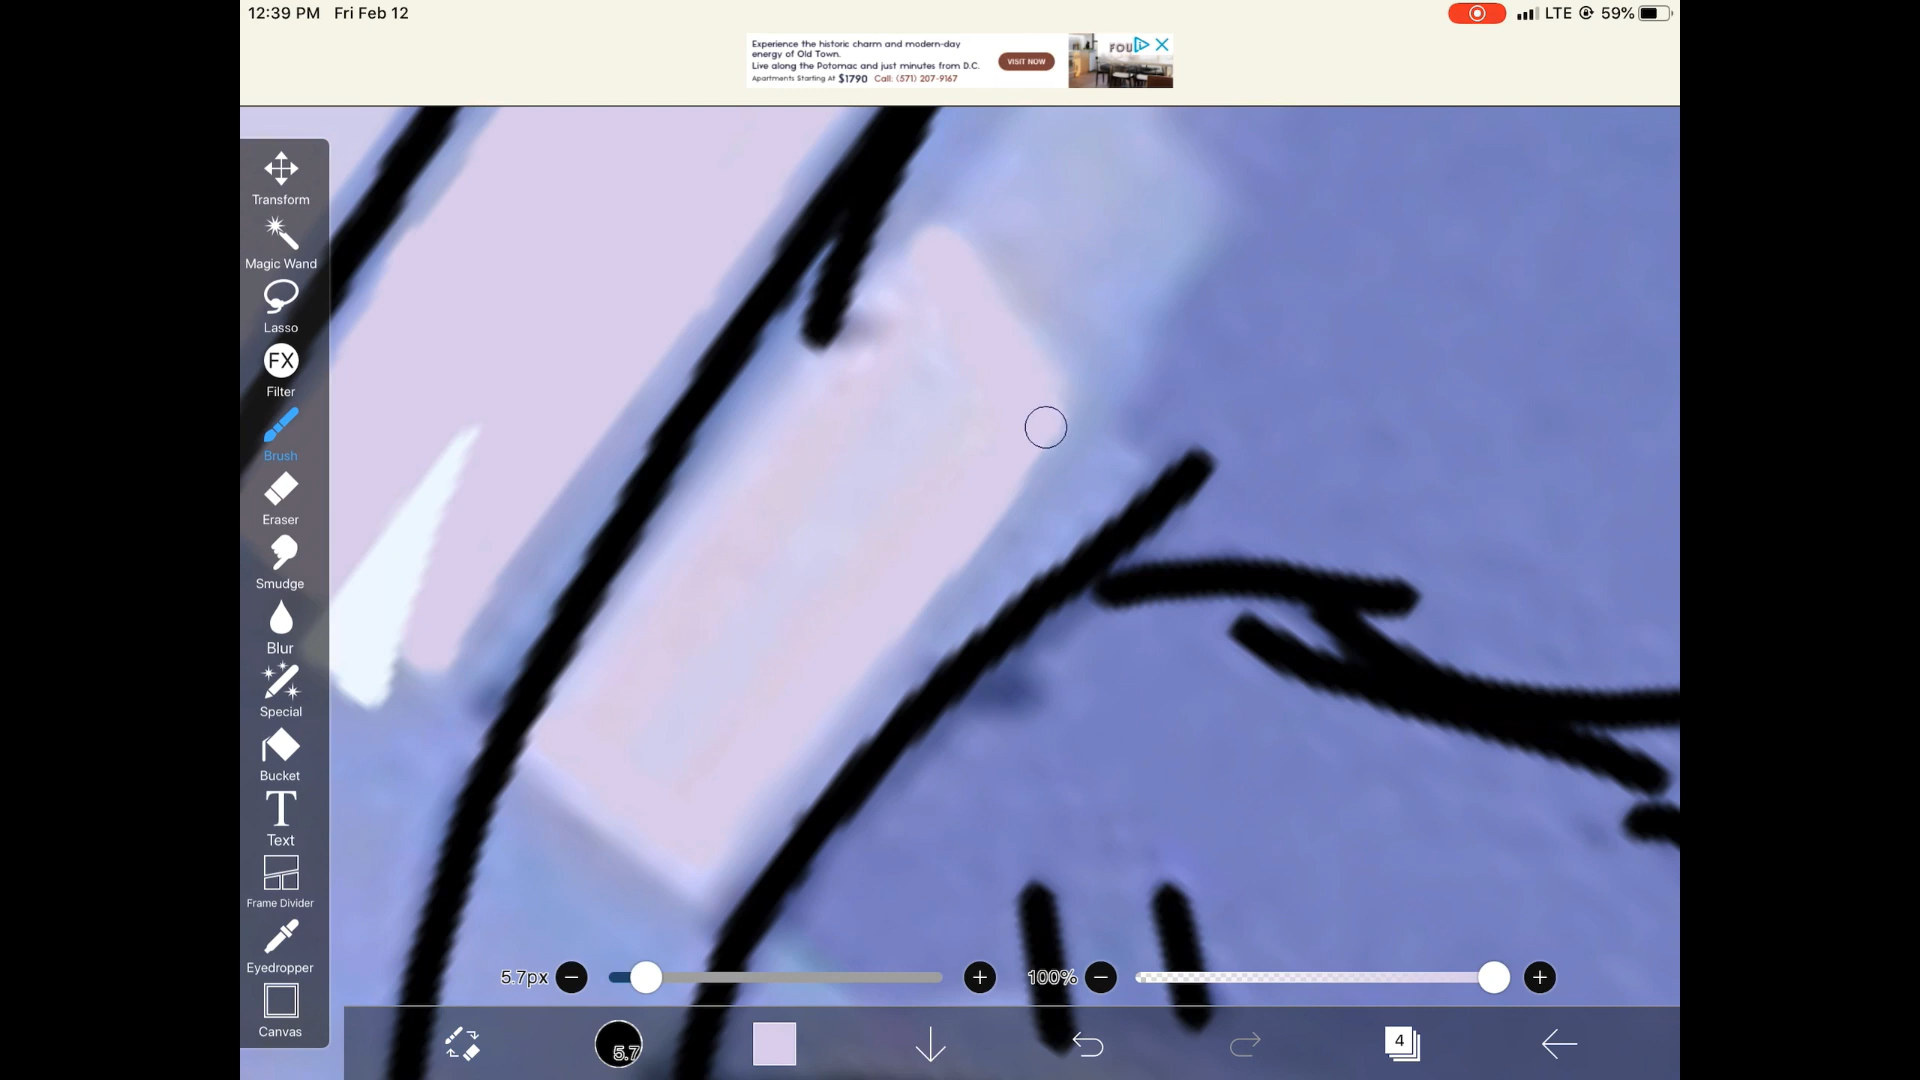 12:39 PM Fri Feb 12
LTE 59%
Experience the historic charm and modern-day
energy of Old Town.
Live along the Potomac and just minutes from D.C.
Apartments Starting At $1790 Call: (571) 207-9167
VISIT NOW
FOU
Transform
Magic Wand
Lasso
FX
Filter
Brush
Eraser
Smudge
Blur
Special
Bucket
T
Text
Frame Divider
Eyedropper
Canvas
5.7px
100%
5.7
4